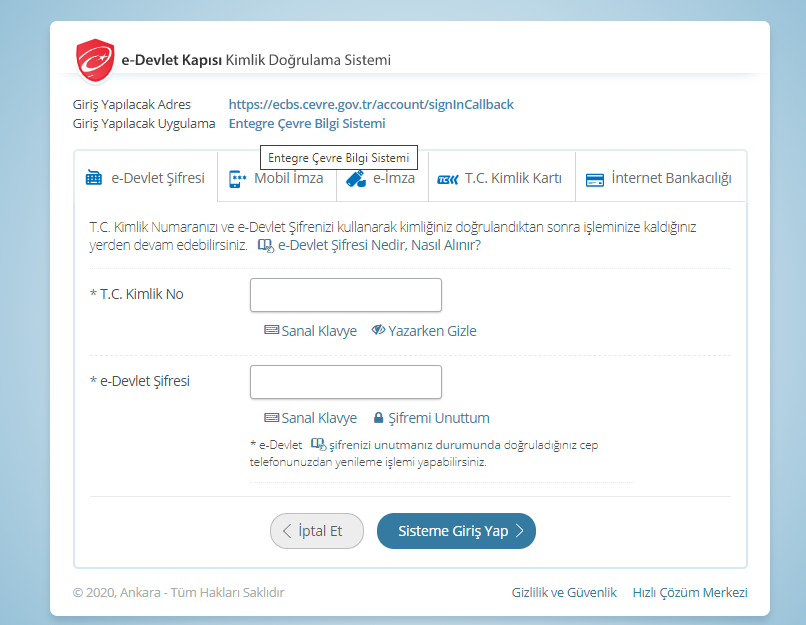 e-Devlet Kapısı Kimlik Doğrulama Sistemi
Giriş Yapılacak Adres https://ecbs.cevre.gov.tr/account/signInCallback
Giriş Yapılacak Uygulama Entegre Çevre Bilgi Sistemi
Entegre Çevre Bilgi Sistemi
e-Devlet Şifresi Mobil İmza e-İmza T.C. Kimlik Kartı İnternet Bankacılığı
T.C. Kimlik Numaranızı ve e-Devlet Şifrenizi kullanarak kimliğiniz doğrulandıktan sonra işleminize kaldığınız
yerden devam edebilirsiniz. e-Devlet Şifresi Nedir, Nasıl Alınır?
* T.C. Kimlik No
Sanal Klavye Yazarken Gizle
* e-Devlet Şifresi
Sanal Klavye Şifremi Unuttum
* e-Devlet şifrenizi unutmanız durumunda doğruladığınız cep
telefonunuzdan yenileme işlemi yapabilirsiniz.
İptal Et Sisteme Giriş Yap
© 2020, Ankara - Tüm Hakları Saklıdır Gizlilik ve Güvenlik Hızlı Çözüm Merkezi